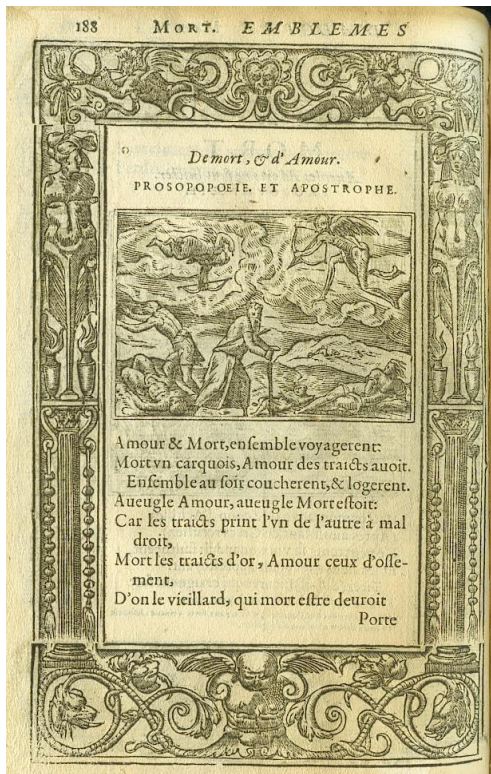 188 MORT. EMBLEMES
De mort, & d'Amour.
PROSOPOPOEIE. ET APOSTROPHE.
Amour & Mort, ensemble voyagerent:
Mort vn carquois, Amour des traicts auoit.
Ensemble au soir coucherent, & logerent.
Aueugle Amour, aueugle Mort estoit:
Car les traicts print l'vn de l'autre à mal
droit,
Mort les traicts d'or, Amour ceux d'osse-
ment,
D'on le vieillard, qui mort estre deuroit
Porte